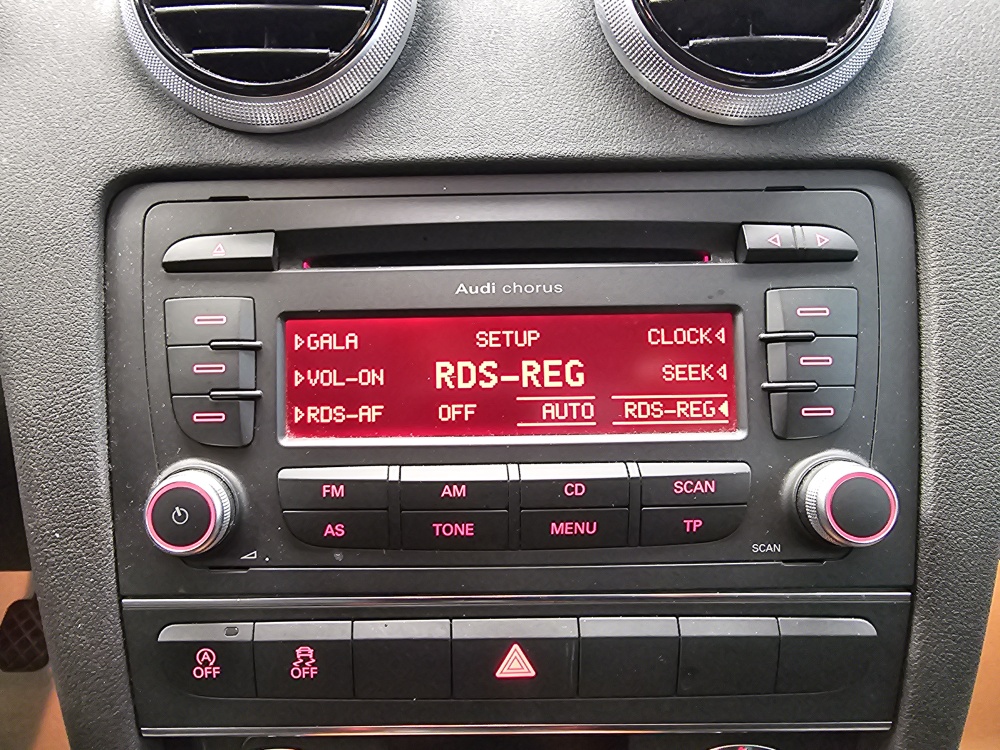 Audi chorus
GALA SETUP CLOCK
VOL-ON RDS-REG SEEK
RDS-AF OFF AUTO RDS-REG
FM AM CD SCAN
AS TONE MENU TP
SCAN
A OFF OFF